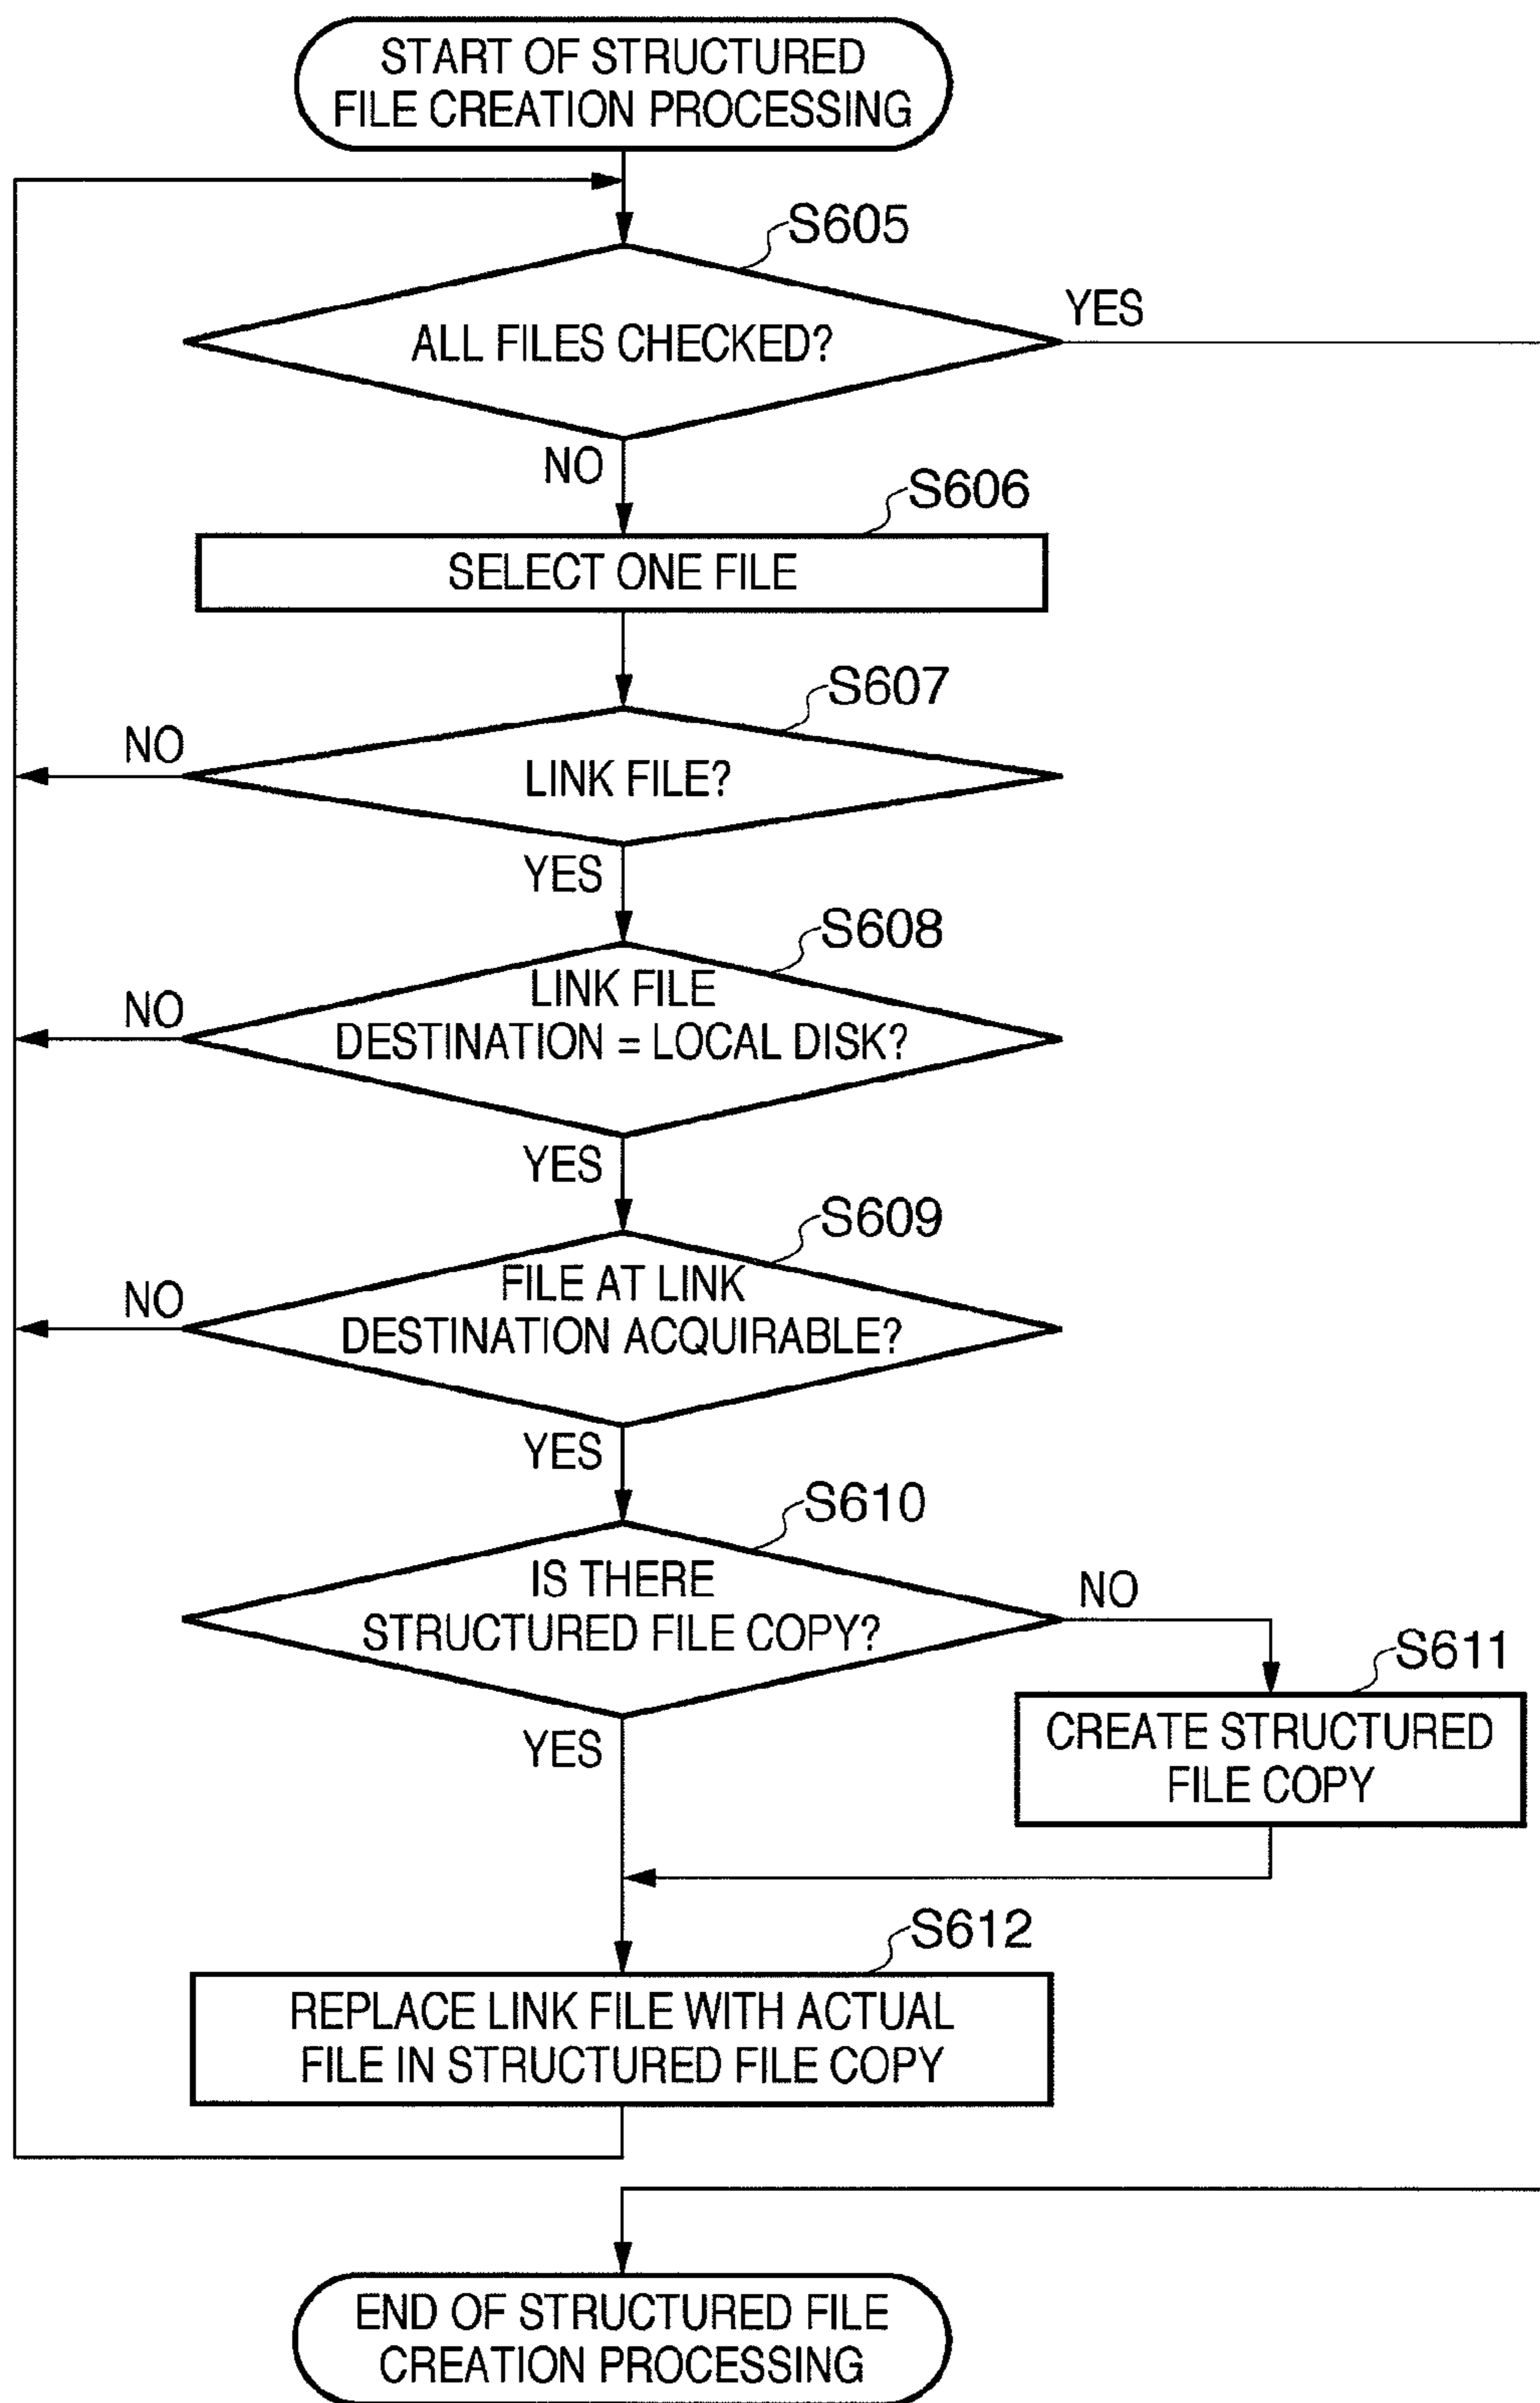 START OF STRUCTURED
FILE CREATION PROCESSING
S605
ALL FILES CHECKED?
YES
NO
S606
SELECT ONE FILE
S607
LINK FILE?
NO
YES
S608
LINK FILE
DESTINATION = LOCAL DISK?
NO
YES
S609
FILE AT LINK
DESTINATION ACQUIRABLE?
NO
YES
S610
IS THERE
STRUCTURED FILE COPY?
NO
YES
S611
CREATE STRUCTURED
FILE COPY
S612
REPLACE LINK FILE WITH ACTUAL
FILE IN STRUCTURED FILE COPY
END OF STRUCTURED FILE
CREATION PROCESSING